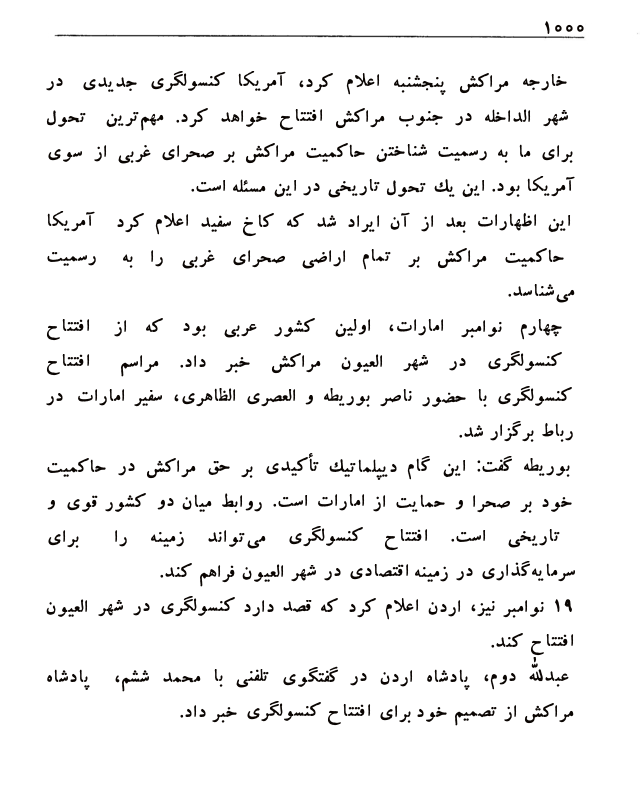 ۱۰۰۰
خارجه مراکش پنجشنبه اعلام کرد، آمریکا کنسولگری جدیدی در
شهر الداخله در جنوب مراکش افتتاح خواهد کرد. مهم‌ترین تحول
برای ما به رسمیت شناختن حاکمیت مراکش بر صحرای غربی از سوی
آمریکا بود. این یك تحول تاریخی در این مسئله است.
این اظهارات بعد از آن ایراد شد که کاخ سفید اعلام کرد آمریکا
حاکمیت مراکش بر تمام اراضی صحرای غربی را به رسمیت
می‌شناسد.
چهارم نوامبر امارات، اولین کشور عربی بود که از افتتاح
کنسولگری در شهر العیون مراکش خبر داد. مراسم افتتاح
کنسولگری با حضور ناصر بوریطه و العصری الظاهری، سفیر امارات در
رباط برگزار شد.
بوریطه گفت: این گام دیپلماتیك تأکیدی بر حق مراکش در حاکمیت
خود بر صحرا و حمایت از امارات است. روابط میان دو کشور قوی و
تاریخی است. افتتاح کنسولگری می‌تواند زمینه را برای
سرمایه‌گذاری در زمینه اقتصادی در شهر العیون فراهم کند.
۱۹ نوامبر نیز، اردن اعلام کرد که قصد دارد کنسولگری در شهر العیون
افتتاح کند.
عبدلله دوم، پادشاه اردن در گفتگوی تلفنی با محمد ششم، پادشاه
مراکش از تصمیم خود برای افتتاح کنسولگری خبر داد.